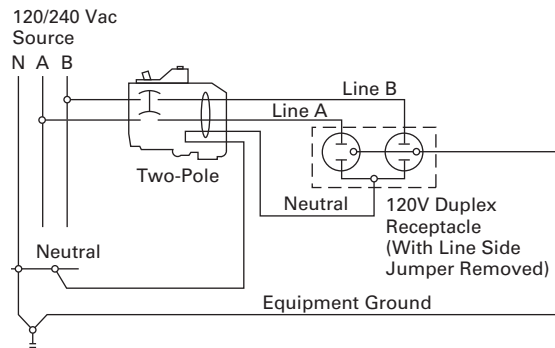 120/240 Vac
Source
N A B
Line B
Line A
Two-Pole
Neutral
120V Duplex
Receptacle
(With Line Side
Jumper Removed)
Neutral
Equipment Ground